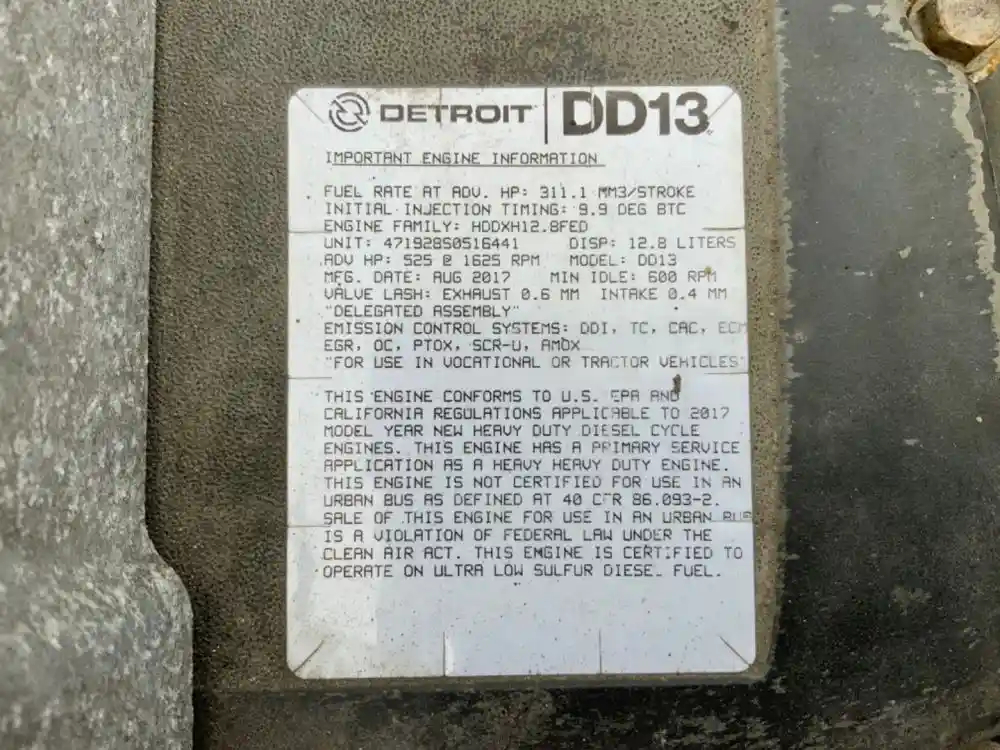 DETROIT DD13
IMPORTANT ENGINE INFORMATION
FUEL RATE AT ADV. HP: 311.1 MM3/STROKE
INITIAL INJECTION TIMING: 9.9 DEG BTC
ENGINE FAMILY: HDDXH12.8FED
UNIT: 471928S0516441 DISP: 12.8 LITERS
ADV HP: 525 @ 1625 RPM MODEL: DD13
MFG. DATE: AUG 2017 MIN IDLE: 600 RPM
VALVE LASH: EXHAUST 0.6 MM INTAKE 0.4 MM
"DELEGATED ASSEMBLY"
EMISSION CONTROL SYSTEMS: DDI, TC, CAC, ECM
EGR, OC, PTOX, SCR-U, AMOX
"FOR USE IN VOCATIONAL OR TRACTOR VEHICLES"
THIS ENGINE CONFORMS TO U.S. EPA AND
CALIFORNIA REGULATIONS APPLICABLE TO 2017
MODEL YEAR NEW HEAVY DUTY DIESEL CYCLE
ENGINES. THIS ENGINE HAS A PRIMARY SERVICE
APPLICATION AS A HEAVY HEAVY DUTY ENGINE.
THIS ENGINE IS NOT CERTIFIED FOR USE IN AN
URBAN BUS AS DEFINED AT 40 CFR 86.093-2.
SALE OF THIS ENGINE FOR USE IN AN URBAN BUS
IS A VIOLATION OF FEDERAL LAW UNDER THE
CLEAN AIR ACT. THIS ENGINE IS CERTIFIED TO
OPERATE ON ULTRA LOW SULFUR DIESEL FUEL.